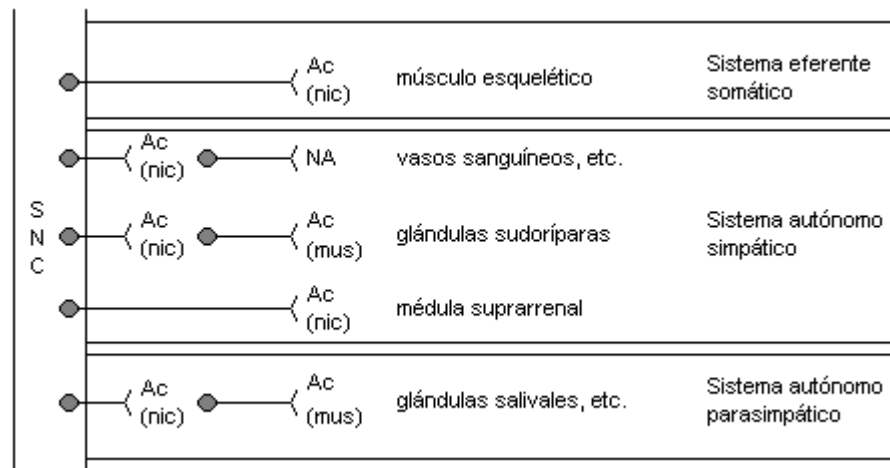 Ac
(nic)
músculo esquelético
Sistema eferente
somático
Ac
(nic)
NA
vasos sanguíneos, etc.
S
N
C
Ac
(nic)
Ac
(mus)
glándulas sudoríparas
Sistema autónomo
simpático
Ac
(nic)
médula suprarrenal
Ac
(nic)
Ac
(mus)
glándulas salivales, etc.
Sistema autónomo
parasimpático